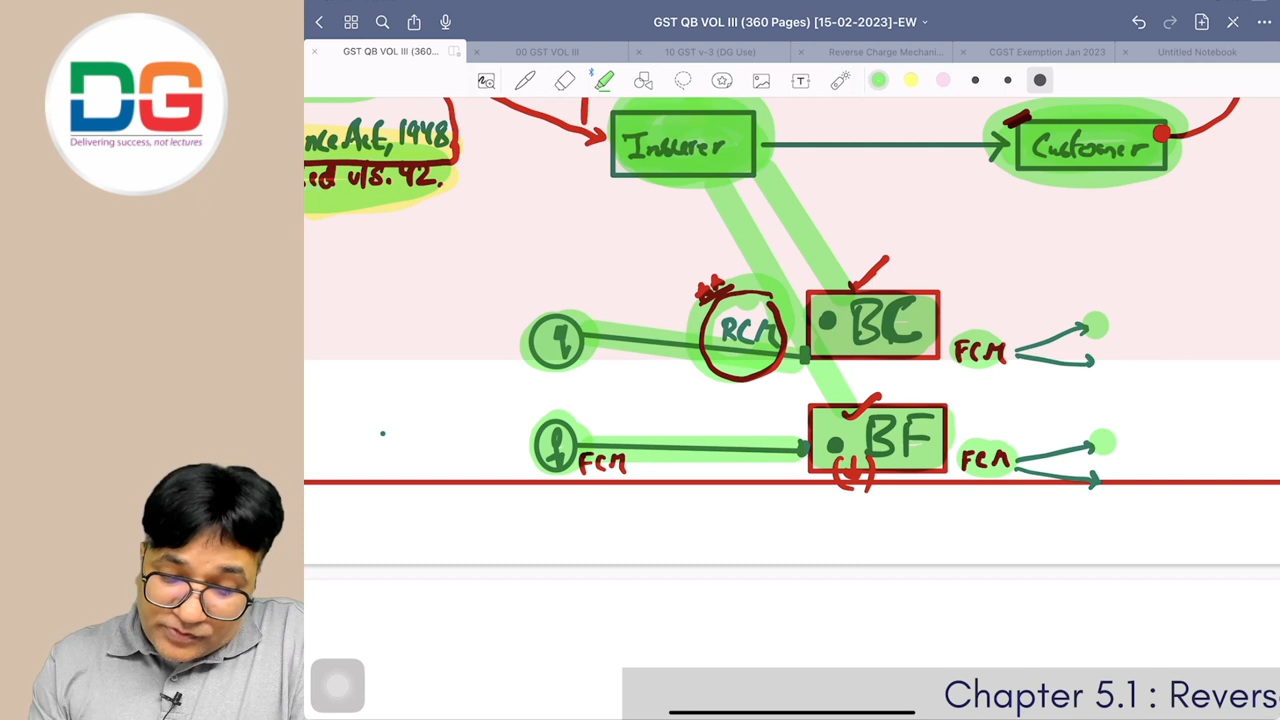 DG
Delivering success, not lectures
GST QB VOL III (360 Pages) [15-02-2023]-EW
GST QB VOL III (360...
00 GST VOL III
10 GST v-3 (DG Use)
Reverse Charge Mechani...
CGST Exemption Jan 2023
Untitled Notebook
nce Act, 1948
ed u/s. 42.
Insurer
Customer
RCM
• BC
FCM
FCM
• BF
FCM
Chapter 5.1 : Revers